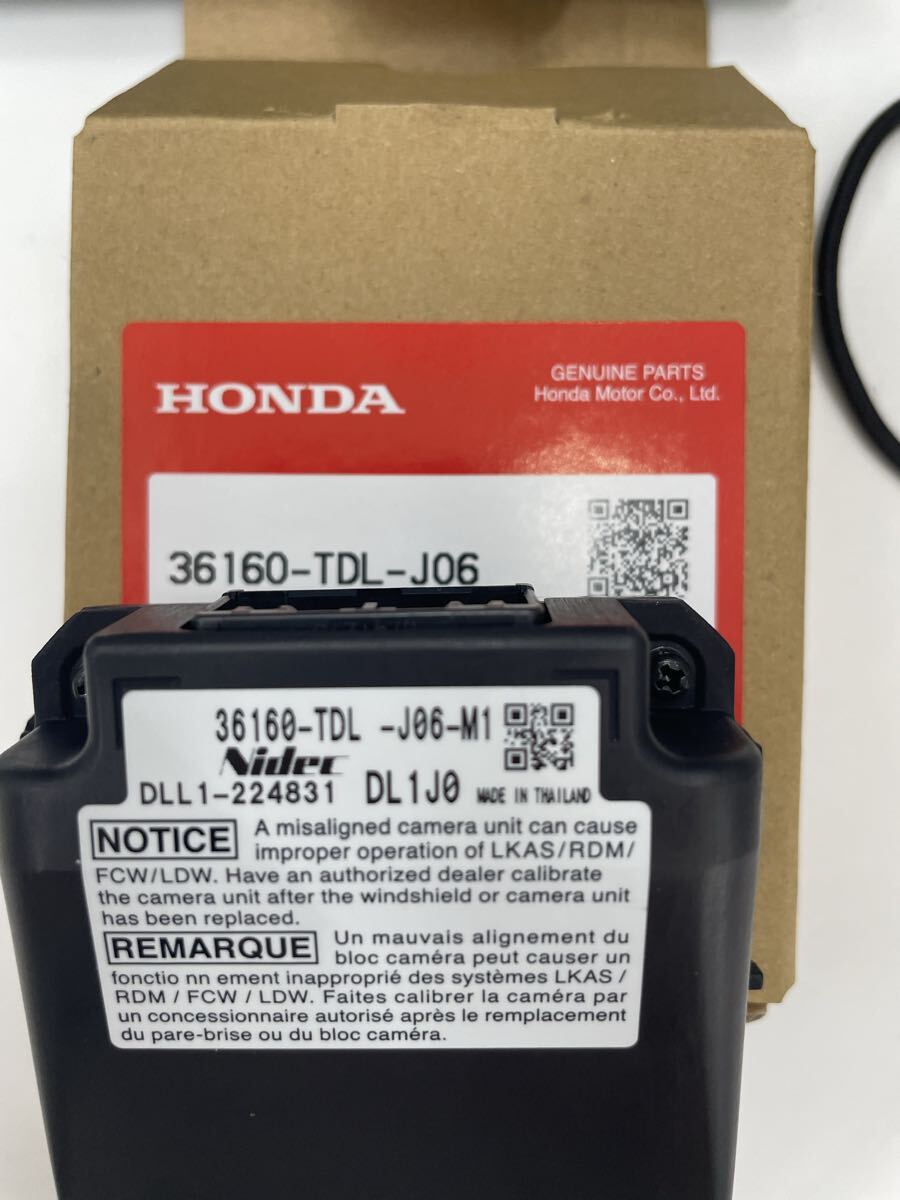 HONDA
GENUINE PARTS
Honda Motor Co., Ltd.
36160-TDL-J06
36160-TDL -J06-M1
Nidec
DLL1-224831 DL1J0 MADE IN THAILAND
NOTICE A misaligned camera unit can cause
improper operation of LKAS/RDM/
FCW/LDW. Have an authorized dealer calibrate
the camera unit after the windshield or camera unit
has been replaced.
REMARQUE Un mauvais alignement du
bloc caméra peut causer un
fonctio nn ement inapproprié des systèmes LKAS /
RDM / FCW / LDW. Faites calibrer la caméra par
un concessionnaire autorisé après le remplacement
du pare-brise ou du bloc caméra.